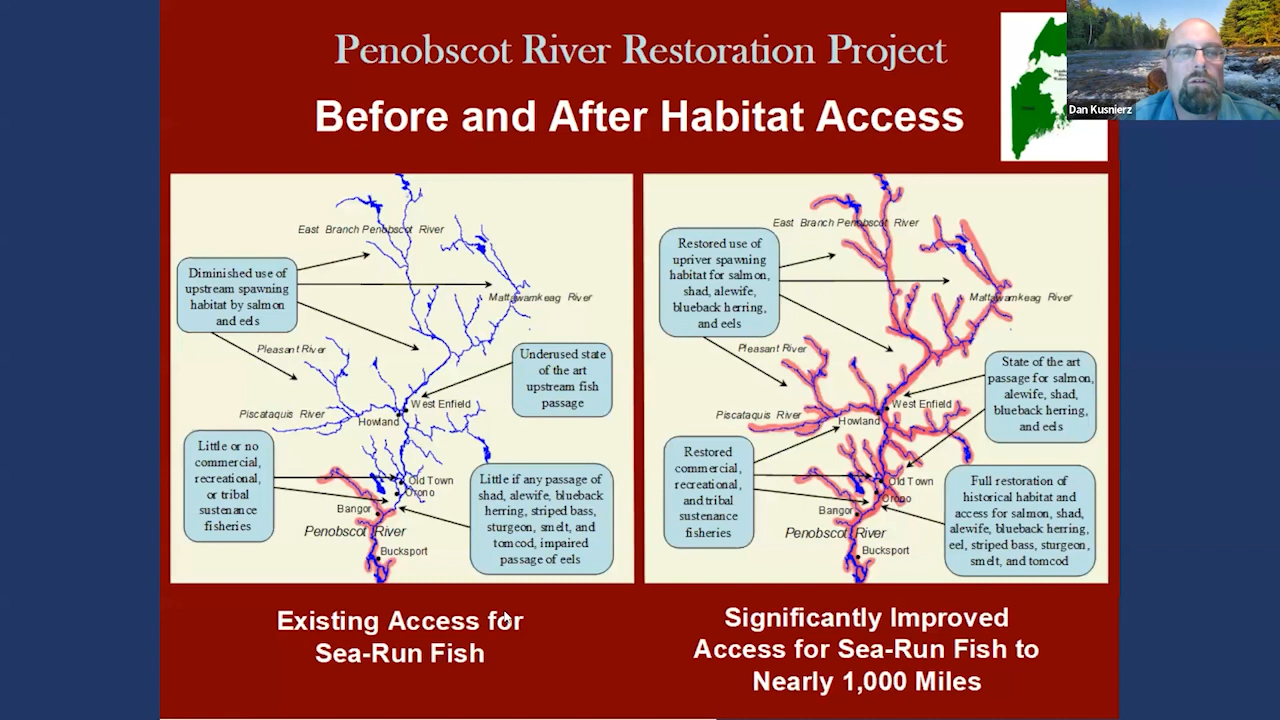 Penobscot River Restoration Project
Before and After Habitat Access
Dan Kusnierz
East Branch Penobscot River
Diminished use of
upstream spawning
habitat by salmon
and eels
Mattawamkeag River
Pleasant River
Underused state
of the art
upstream fish
passage
West Enfield
Piscataquis River
Howland
Little or no
commercial,
recreational,
or tribal
sustenance
fisheries
Old Town
Orono
Bangor
Little if any passage of
shad, alewife, blueback
herring, striped bass,
sturgeon, smelt, and
tomcod, impaired
passage of eels
Penobscot River
Bucksport
East Branch Penobscot River
Restored use of
upriver spawning
habitat for salmon,
shad, alewife,
blueback herring,
and eels
Mattawamkeag River
Pleasant River
State of the art
passage for salmon,
alewife, shad,
blueback herring,
and eels
West Enfield
Piscataquis River
Howland
Restored
commercial,
recreational,
and tribal
sustenance
fisheries
Old Town
Orono
Bangor
Full restoration of
historical habitat and
access for salmon, shad,
alewife, blueback herring,
eel, striped bass, sturgeon,
smelt, and tomcod
Penobscot River
Bucksport
Existing Access for
Sea-Run Fish
Significantly Improved
Access for Sea-Run Fish to
Nearly 1,000 Miles